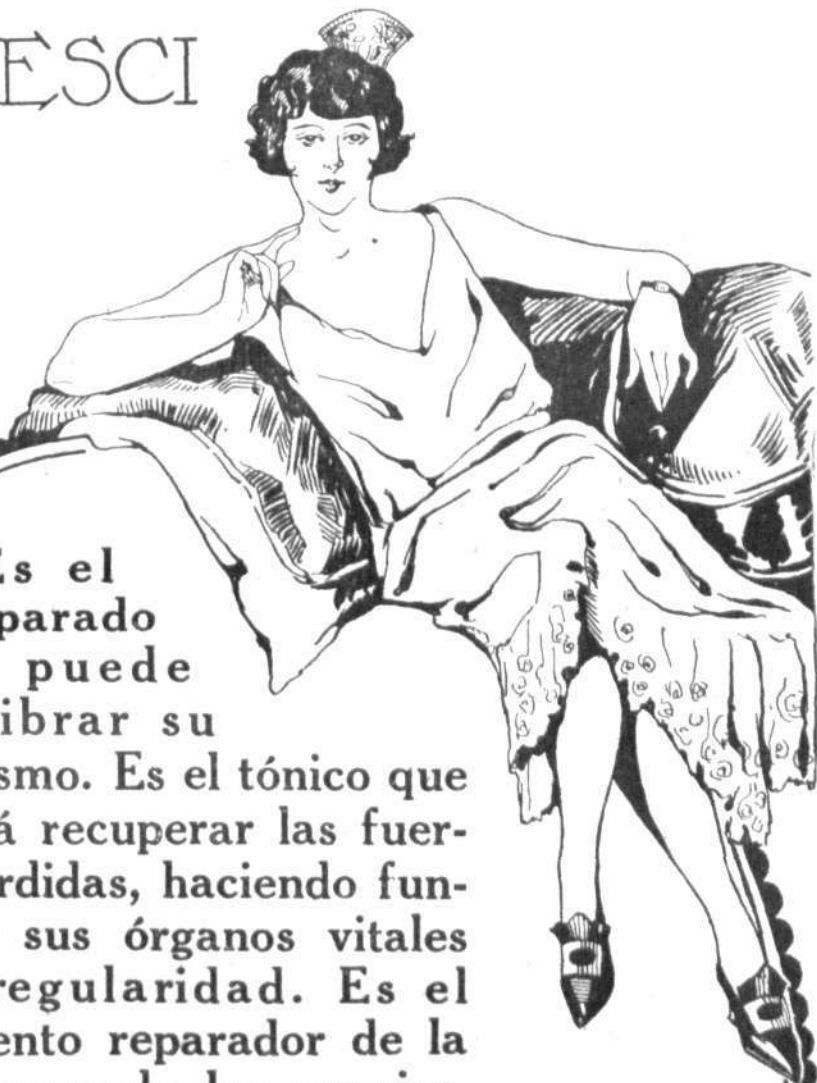 ESCI
Es el
parado
puede
ibrar su
smo. Es el tónico que
á recuperar las fuer-
rdidas, haciendo fun-
sus órganos vitales
regularidad. Es el
ento reparador de la